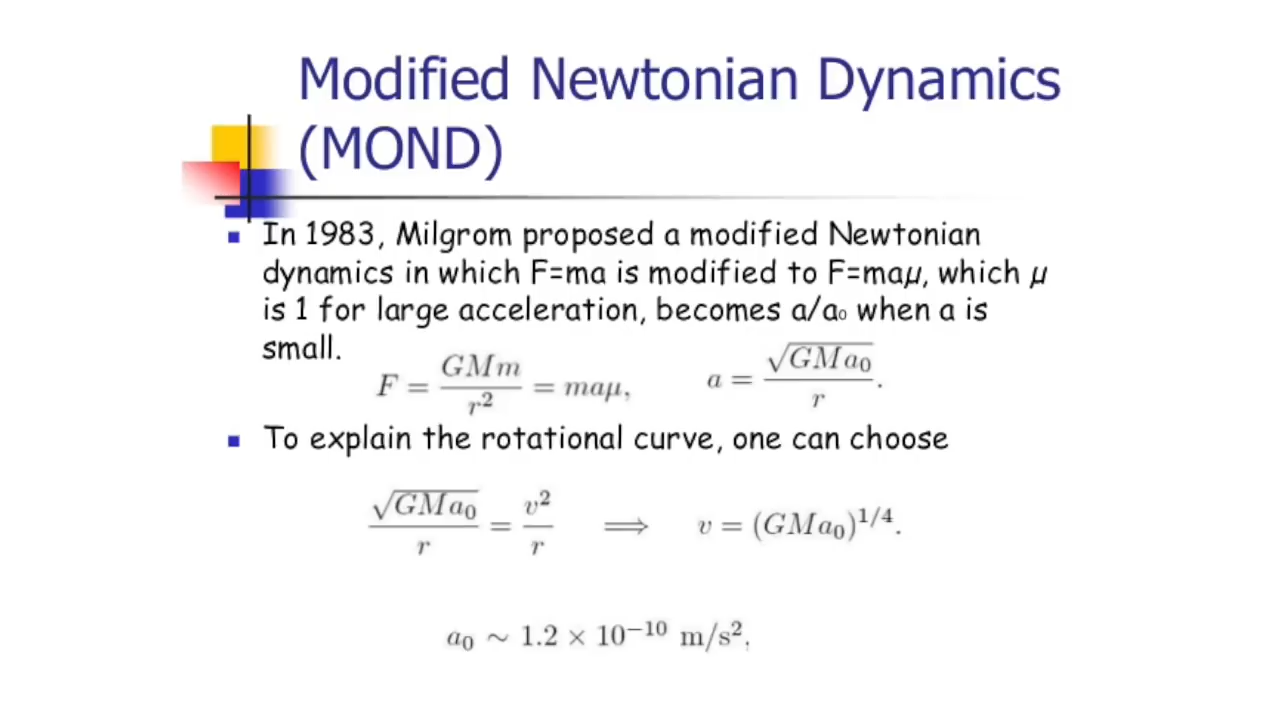 Modified Newtonian Dynamics
(MOND)
In 1983, Milgrom proposed a modified Newtonian
dynamics in which F=ma is modified to F=maμ, which μ
is 1 for large acceleration, becomes a/a₀ when a is
small.
F = GMm/r² = maμ, a = √(GMa₀)/r.
To explain the rotational curve, one can choose
√(GMa₀)/r = v²/r ⟹ v = (GMa₀)^{1/4}.
a₀ ∼ 1.2 × 10⁻¹⁰ m/s²,